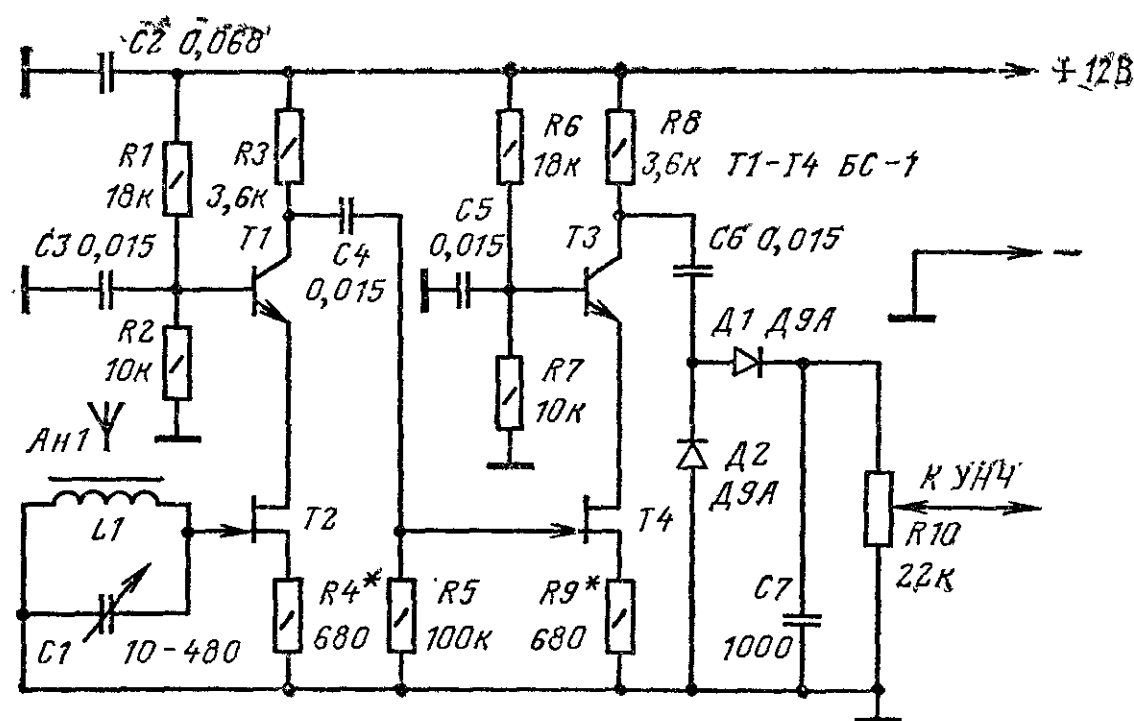 C2 0,068
+12В
R1
18к
R3
3,6к
R6
18к
R8
3,6к
T1-T4 БС-1
C3 0,015
T1
C4
0,015
C5
0,015
T3
C6 0,015
R2
10к
R7
10к
Д1 Д9А
Д2
Д9А
Ан1
L1
T2
T4
К УНЧ
R10
22к
C1
10-480
R4*
680
R5
100к
R9*
680
C7
1000